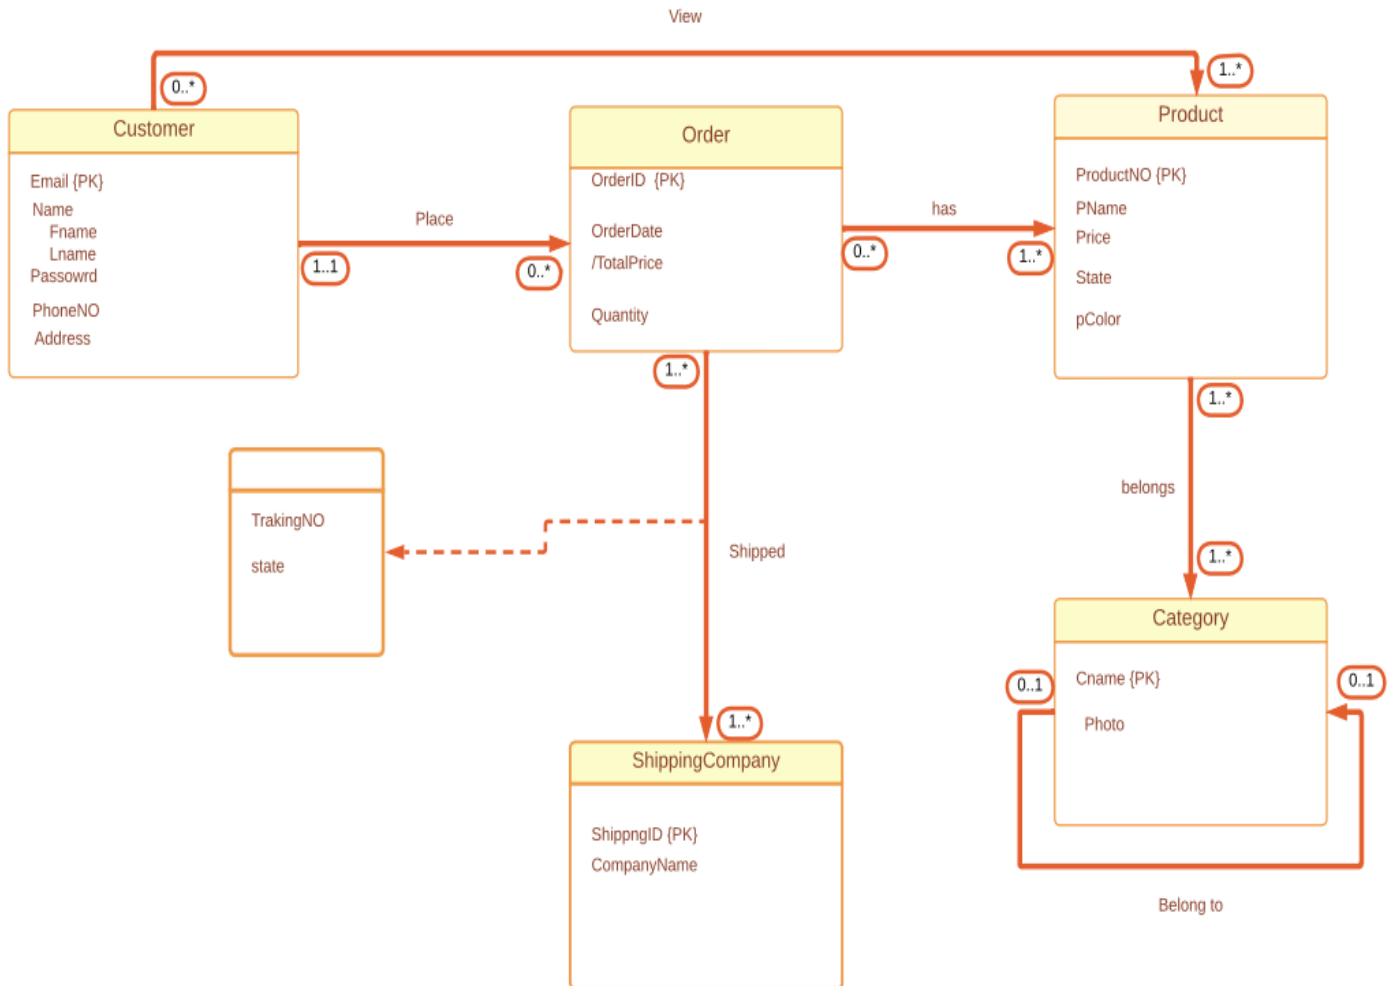 View
0..*
1..*
Customer
Email {PK}
Name
Fname
Lname
Passowrd
PhoneNO
Address
Place
1..1
0..*
Order
OrderID {PK}
OrderDate
/TotalPrice
Quantity
has
0..*
1..*
Product
ProductNO {PK}
PName
Price
State
pColor
1..*
1..*
TrakingNO
state
Shipped
belongs
1..*
1..*
ShippingCompany
ShippngID {PK}
CompanyName
Category
Cname {PK}
Photo
0..1
0..1
Belong to